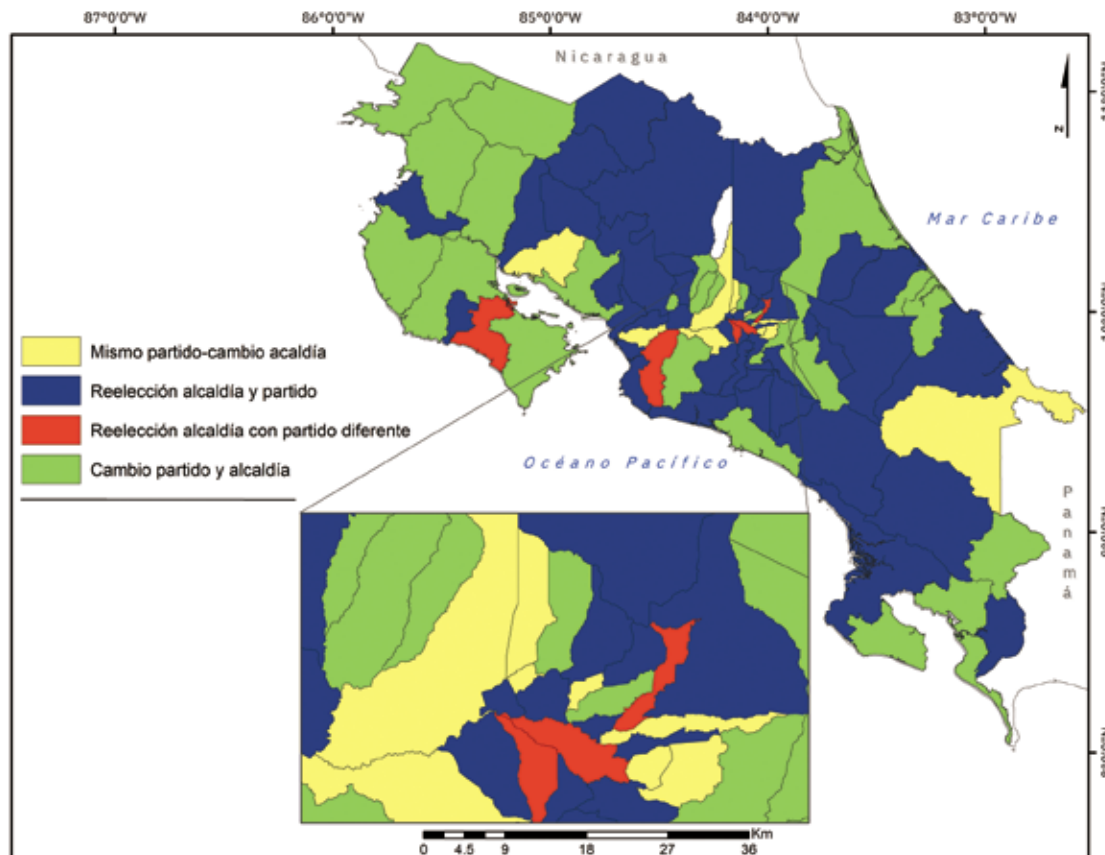 87°0'0"W 86°0'0"W 85°0'0"W 84°0'0"W 83°0'0"W
Nicaragua
N
Mar Caribe
Mismo partido-cambio acaldía
Reelección alcaldía y partido
Reelección alcaldía con partido diferente
Cambio partido y alcaldía
Océano Pacífico
Panamá
Km
0 4.5 9 18 27 36